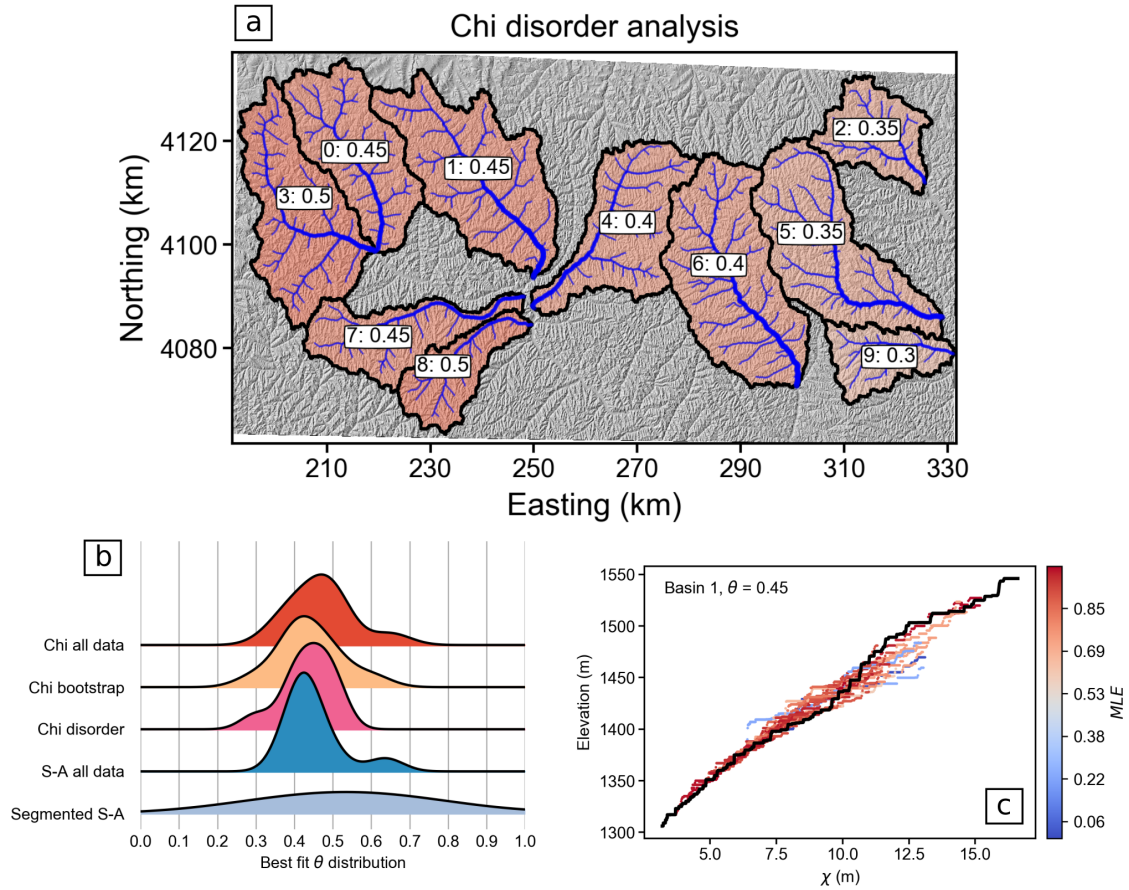 a
Chi disorder analysis
Northing (km)
4120
4100
4080
0: 0.45
1: 0.45
2: 0.35
3: 0.5
4: 0.4
5: 0.35
6: 0.4
7: 0.45
8: 0.5
9: 0.3
210 230 250 270 290 310 330
Easting (km)
b
Chi all data
Chi bootstrap
Chi disorder
S-A all data
Segmented S-A
0.0 0.1 0.2 0.3 0.4 0.5 0.6 0.7 0.8 0.9 1.0
Best fit θ distribution
Basin 1, θ = 0.45
Elevation (m)
1550
1500
1450
1400
1350
1300
5.0 7.5 10.0 12.5 15.0
χ (m)
c
0.85
0.69
0.53
0.38
0.22
0.06
MLE